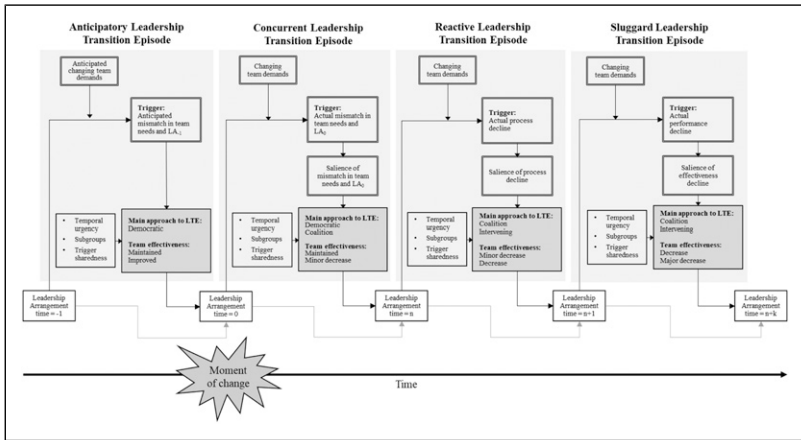 Anticipatory Leadership
Transition Episode
Anticipated
changing team
demands
Trigger:
Anticipated
mismatch in team
needs and LA-1
• Temporal
urgency
• Subgroups
• Trigger
sharedness
Main approach to LTE:
Democratic
Team effectiveness:
Maintained
Improved
Leadership
Arrangement
time = -1
Concurrent Leadership
Transition Episode
Changing
team demands
Trigger:
Actual mismatch in
team needs and LA0
Salience of
mismatch in team
needs and LA0
• Temporal
urgency
• Subgroups
• Trigger
sharedness
Main approach to LTE:
Democratic
Coalition
Team effectiveness:
Maintained
Minor decrease
Leadership
Arrangement
time = 0
Reactive Leadership
Transition Episode
Changing
team demands
Trigger:
Actual process
decline
Salience of process
decline
• Temporal
urgency
• Subgroups
• Trigger
sharedness
Main approach to LTE:
Coalition
Intervening
Team effectiveness:
Minor decrease
Decrease
Leadership
Arrangement
time = n
Sluggard Leadership
Transition Episode
Changing
team demands
Trigger:
Actual
performance
decline
Salience of
effectiveness
decline
• Temporal
urgency
• Subgroups
• Trigger
sharedness
Main approach to LTE:
Coalition
Intervening
Team effectiveness:
Decrease
Major decrease
Leadership
Arrangement
time = n+1
Leadership
Arrangement
time = n+k
Moment
of change
Time